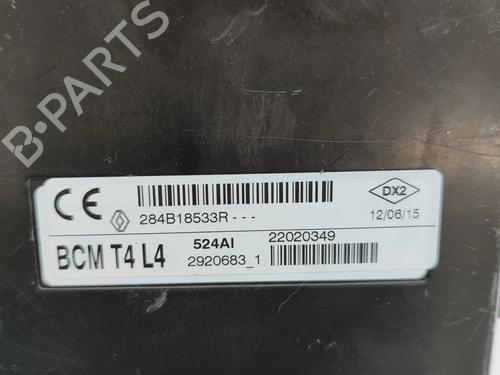 B-PARTS
CE
DX2
284B18533R---
12/06/15
BCM T4 L4
524AI
22020349
2920683_1